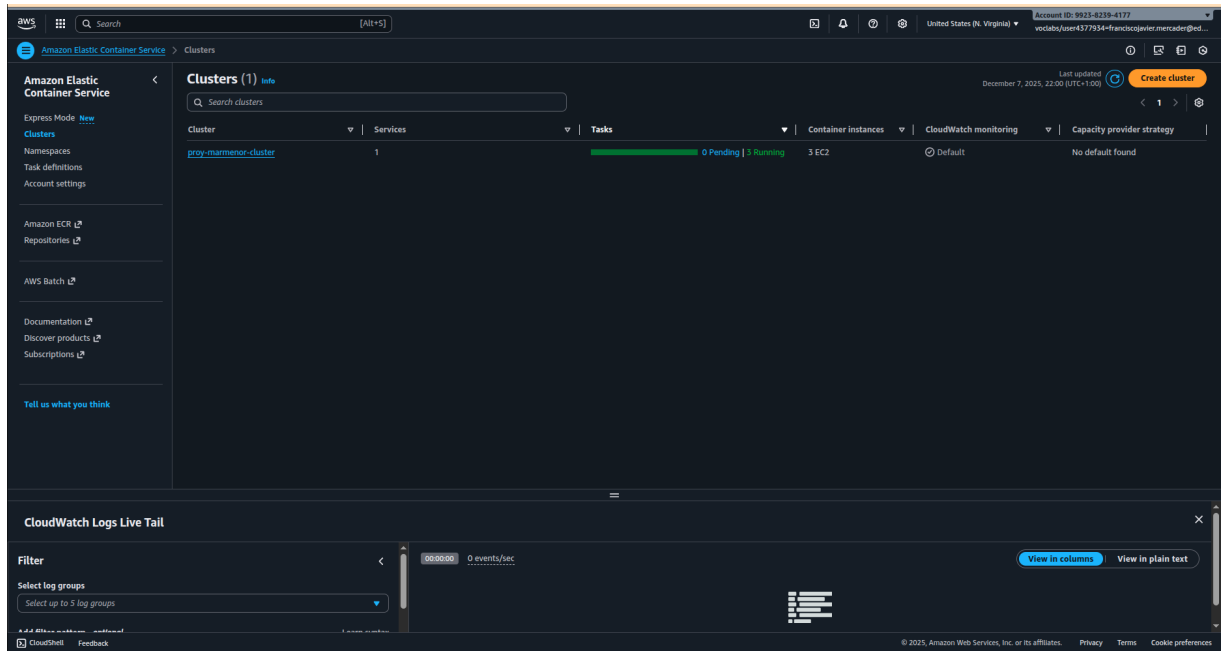 aws
Search [Alt+S]
United States (N. Virginia)
Account ID: 9923-8239-4177
voclabs/user4377934=franciscojavier.mercader@ed...
Amazon Elastic Container Service > Clusters
Amazon Elastic
Container Service
Express Mode New
Clusters
Namespaces
Task definitions
Account settings
Amazon ECR
Repositories
AWS Batch
Documentation
Discover products
Subscriptions
Tell us what you think
Clusters (1) Info
Last updated
December 7, 2025, 22:00 (UTC+1:00)
Create cluster
Search clusters
1
Cluster Services Tasks Container instances CloudWatch monitoring Capacity provider strategy
proy-marmenor-cluster 1 0 Pending | 3 Running 3 EC2 Default No default found
CloudWatch Logs Live Tail
Filter
Select log groups
Select up to 5 log groups
00:00:00 0 events/sec
View in columns View in plain text
CloudShell Feedback
© 2025, Amazon Web Services, Inc. or its affiliates. Privacy Terms Cookie preferences